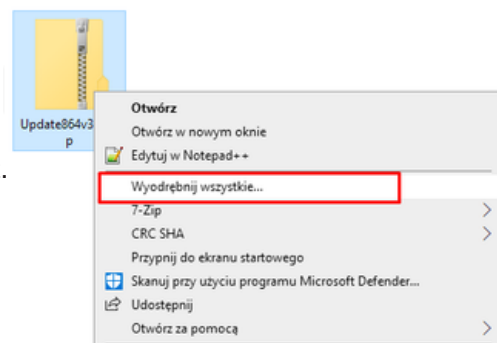 Update864v3
p
.
Otwórz
Otwórz w nowym oknie
Edytuj w Notepad++
Wyodrębnij wszystkie...
7-Zip
CRC SHA
Przypnij do ekranu startowego
Skanuj przy użyciu programu Microsoft Defender...
Udostępnij
Otwórz za pomocą